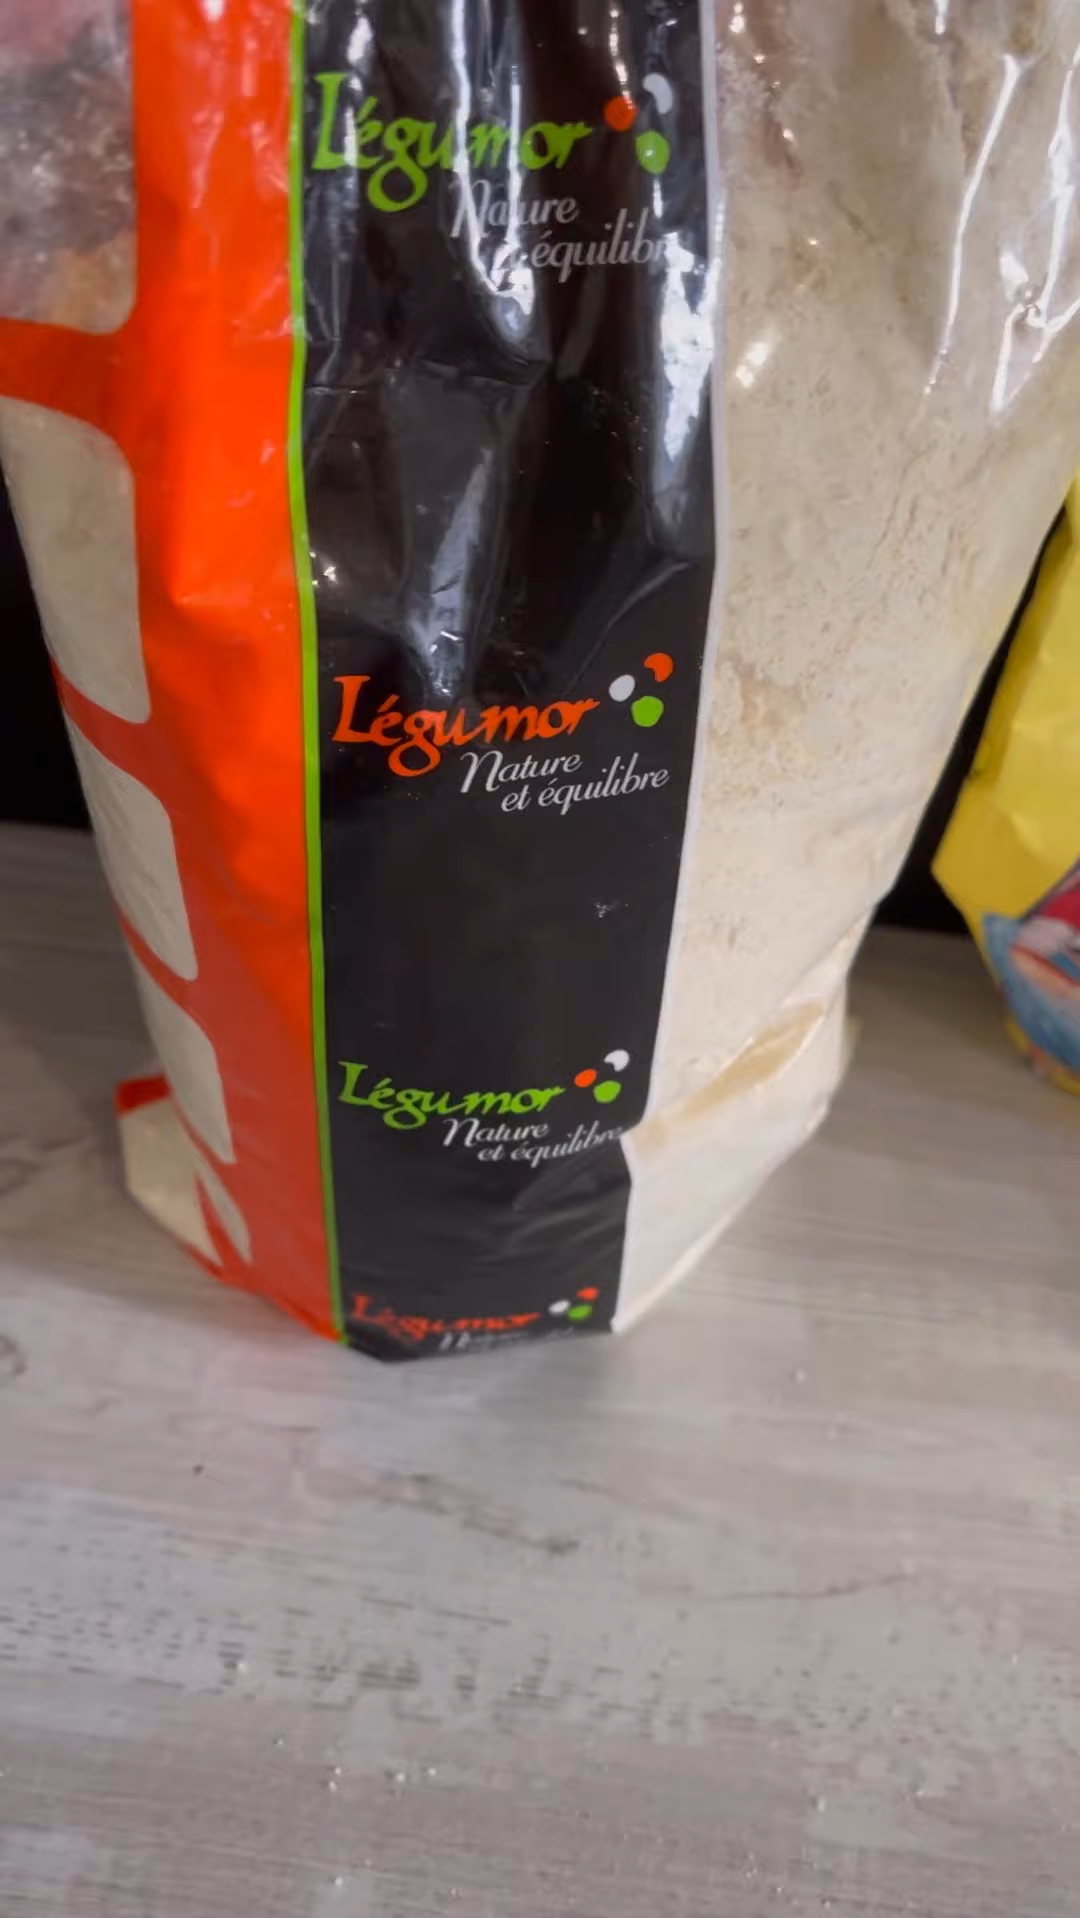 Légumor
Nature
et équilibre
Légumor
Nature
et équilibre
Légumor
Nature
et équilibre
Légumor